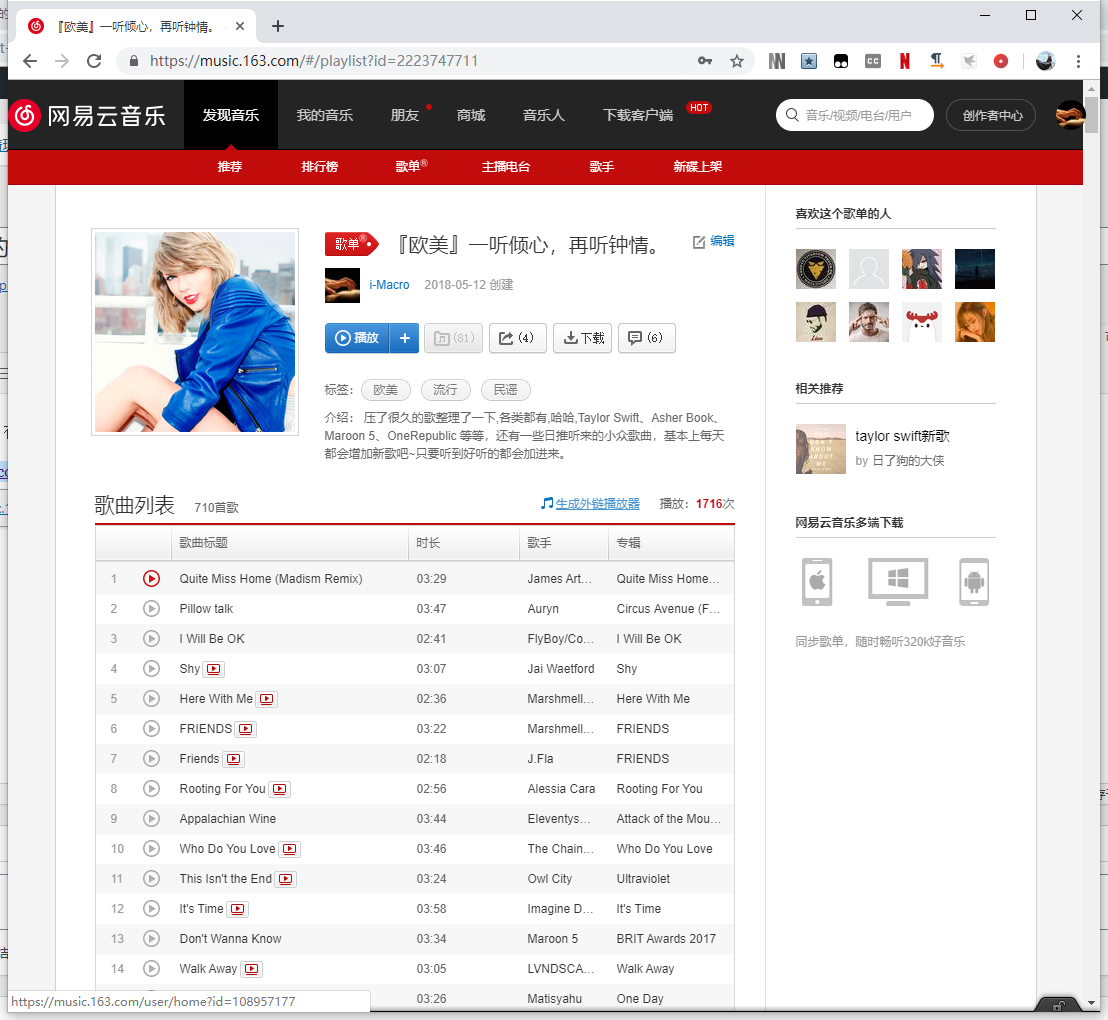 『欧美』一听倾心，再听钟情。
https://music.163.com/#/playlist?id=2223747711
网易云音乐
发现音乐 我的音乐 朋友 商城 音乐人 下载客户端 HOT
音乐/视频/电台/用户
创作者中心
推荐 排行榜 歌单® 主播电台 歌手 新碟上架
歌单® 『欧美』一听倾心，再听钟情。 编辑
i-Macro 2018-05-12 创建
播放 + (81) (4) 下载 (6)
标签： 欧美 流行 民谣
介绍： 压了很久的歌整理了一下,各类都有,哈哈,Taylor Swift、Asher Book、
Maroon 5、OneRepublic 等等，还有一些日推听来的小众歌曲，基本上每天
都会增加新歌吧~只要听到好听的都会加进来。
歌曲列表 710首歌 生成外链播放器 播放：1716次
歌曲标题 时长 歌手 专辑
1 Quite Miss Home (Madism Remix) 03:29 James Art... Quite Miss Home...
2 Pillow talk 03:47 Auryn Circus Avenue (F...
3 I Will Be OK 02:41 FlyBoy/Co... I Will Be OK
4 Shy 03:07 Jai Waetford Shy
5 Here With Me 02:36 Marshmell... Here With Me
6 FRIENDS 03:22 Marshmell... FRIENDS
7 Friends 02:18 J.Fla FRIENDS
8 Rooting For You 02:56 Alessia Cara Rooting For You
9 Appalachian Wine 03:44 Eleventys... Attack of the Mou...
10 Who Do You Love 03:46 The Chain... Who Do You Love
11 This Isn't the End 03:24 Owl City Ultraviolet
12 It's Time 03:58 Imagine D... It's Time
13 Don't Wanna Know 03:34 Maroon 5 BRIT Awards 2017
14 Walk Away 03:05 LVNDSCA... Walk Away
03:26 Matisyahu One Day
喜欢这个歌单的人
相关推荐
taylor swift新歌
by 日了狗的大侠
网易云音乐多端下载
同步歌单，随时畅听320k好音乐
https://music.163.com/user/home?id=108957177